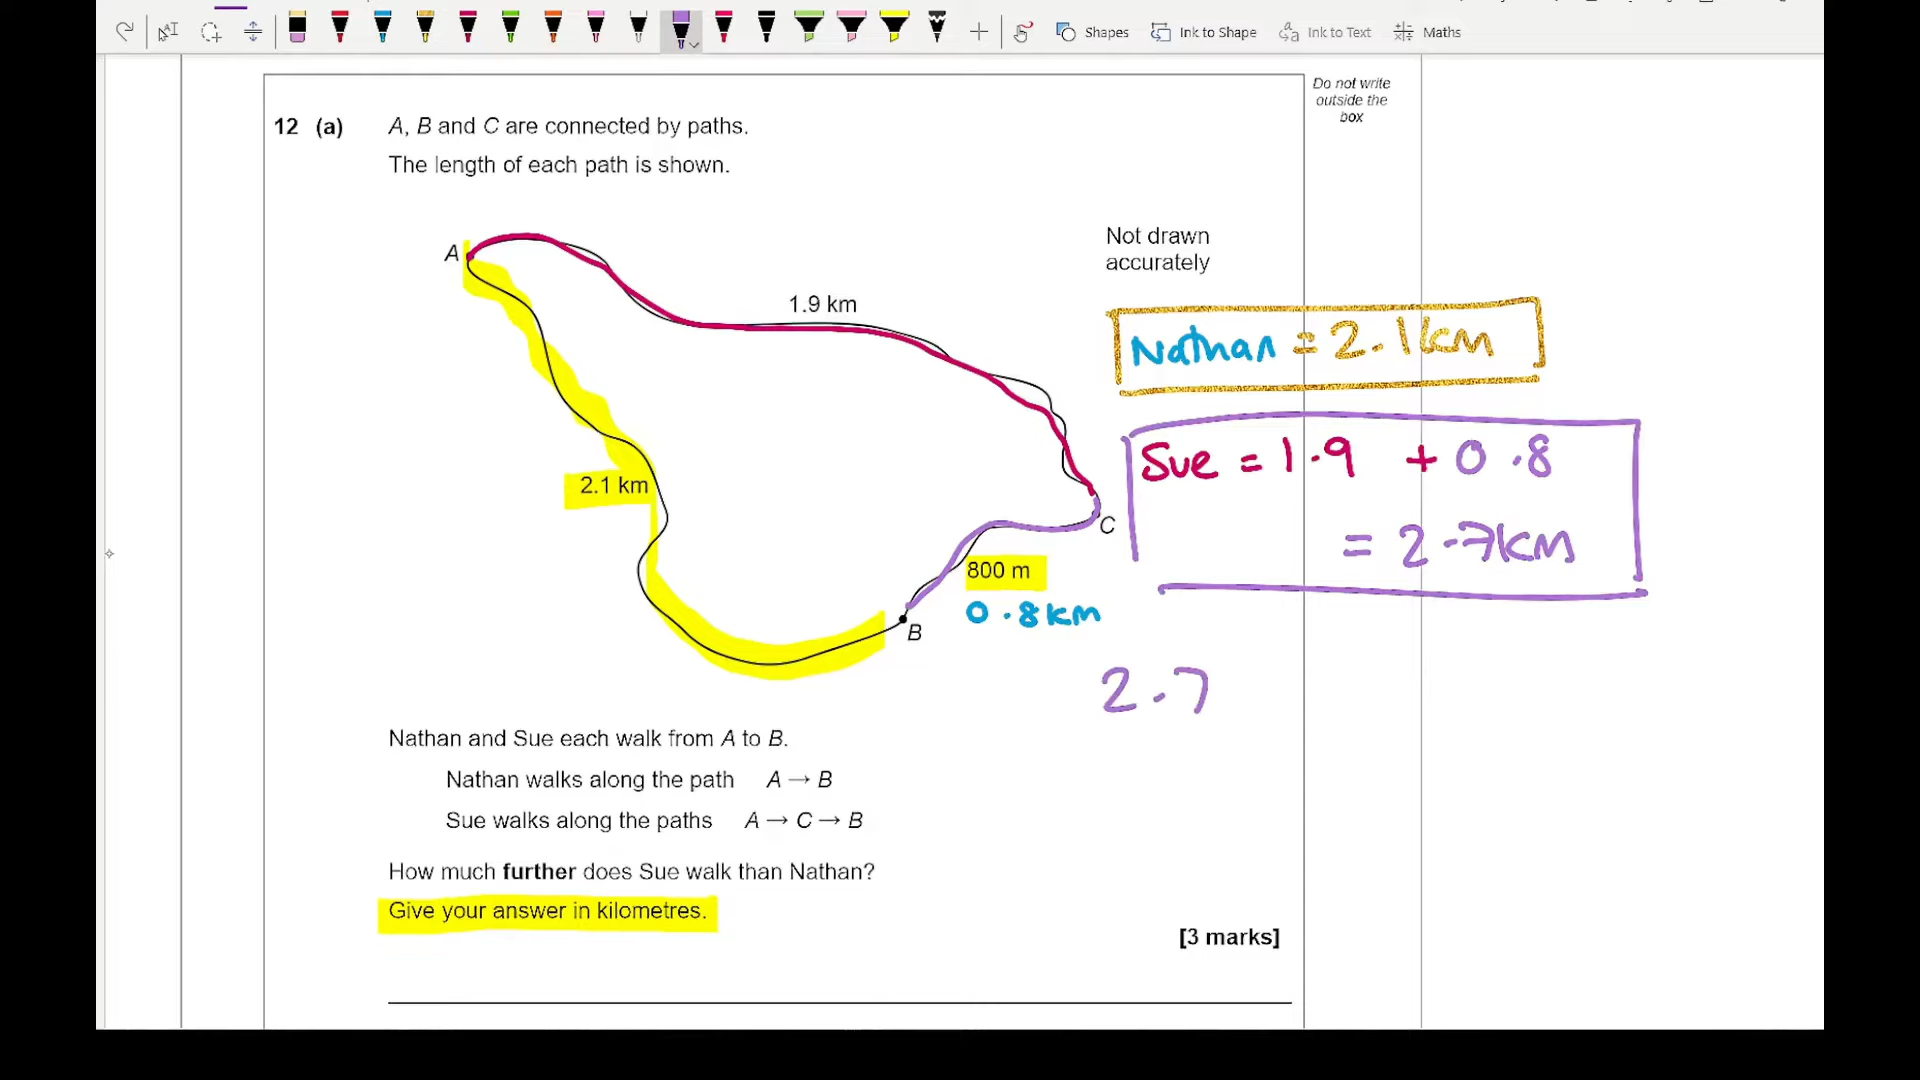 Shapes
Ink to Shape
Ink to Text
Maths
Do not write
outside the
box
12 (a) A, B and C are connected by paths.
The length of each path is shown.
Not drawn
accurately
A
1.9 km
Nathan = 2.1km
Sue = 1.9 + 0.8
= 2.7km
2.1 km
C
800 m
0.8km
B
2.7
Nathan and Sue each walk from A to B.
Nathan walks along the path A → B
Sue walks along the paths A → C → B
How much further does Sue walk than Nathan?
Give your answer in kilometres.
[3 marks]